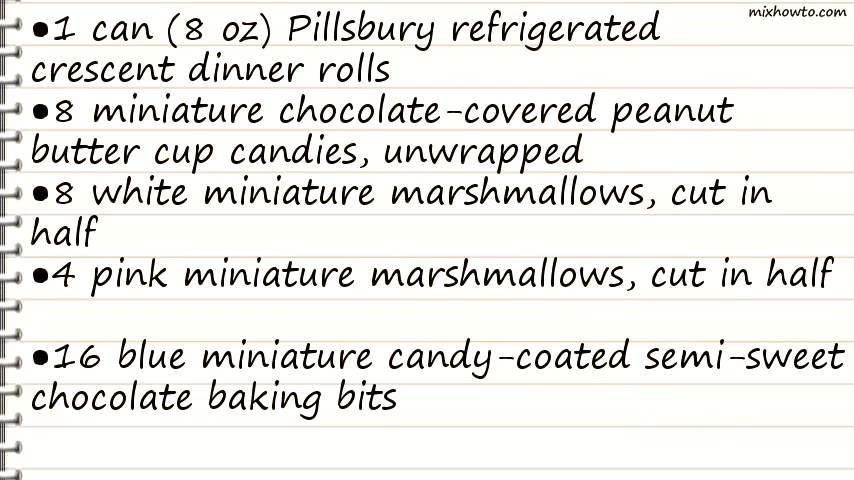 mixhowto.com
•1 can (8 oz) Pillsbury refrigerated
crescent dinner rolls
•8 miniature chocolate-covered peanut
butter cup candies, unwrapped
•8 white miniature marshmallows, cut in
half
•4 pink miniature marshmallows, cut in half
•16 blue miniature candy-coated semi-sweet
chocolate baking bits